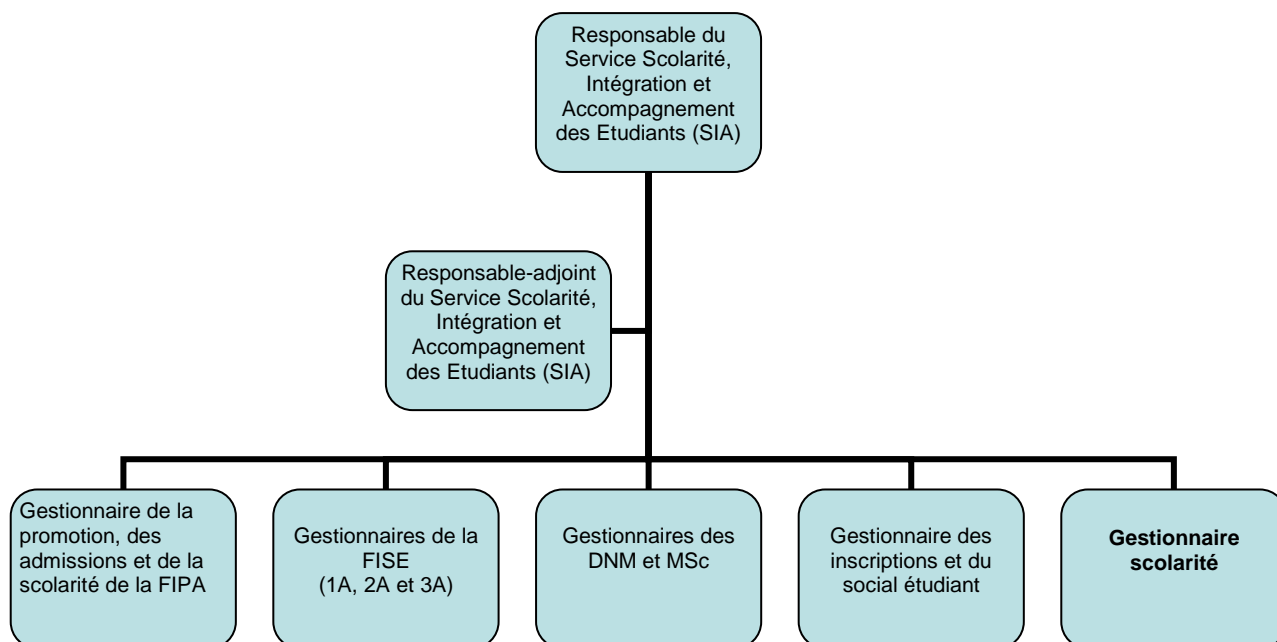 Responsable du
Service Scolarité,
Intégration et
Accompagnement
des Etudiants (SIA)
Responsable-adjoint
du Service Scolarité,
Intégration et
Accompagnement
des Etudiants (SIA)
Gestionnaire de la
promotion, des
admissions et de la
scolarité de la FIPA
Gestionnaires de la
FISE
(1A, 2A et 3A)
Gestionnaires des
DNM et MSc
Gestionnaire des
inscriptions et du
social étudiant
Gestionnaire
scolarité